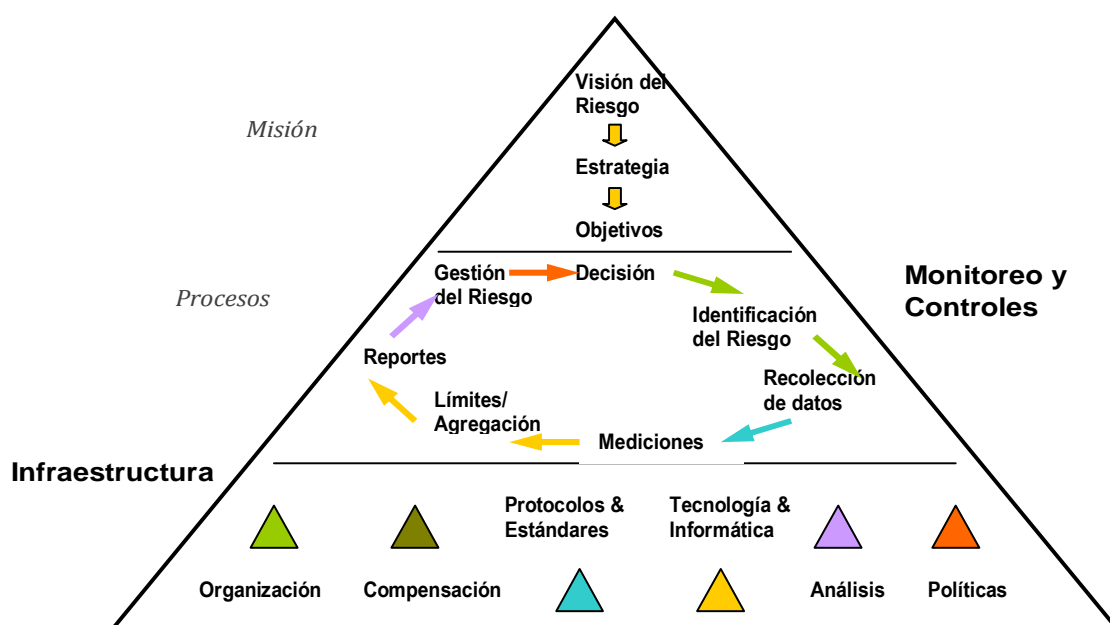 Visión del
Riesgo
Misión
Estrategia
Objetivos
Gestión
del Riesgo
Decisión
Monitoreo y
Controles
Procesos
Identificación
del Riesgo
Reportes
Recolección
de datos
Límites/
Agregación
Mediciones
Infraestructura
Protocolos &
Estándares
Tecnología &
Informática
Organización
Compensación
Análisis
Políticas